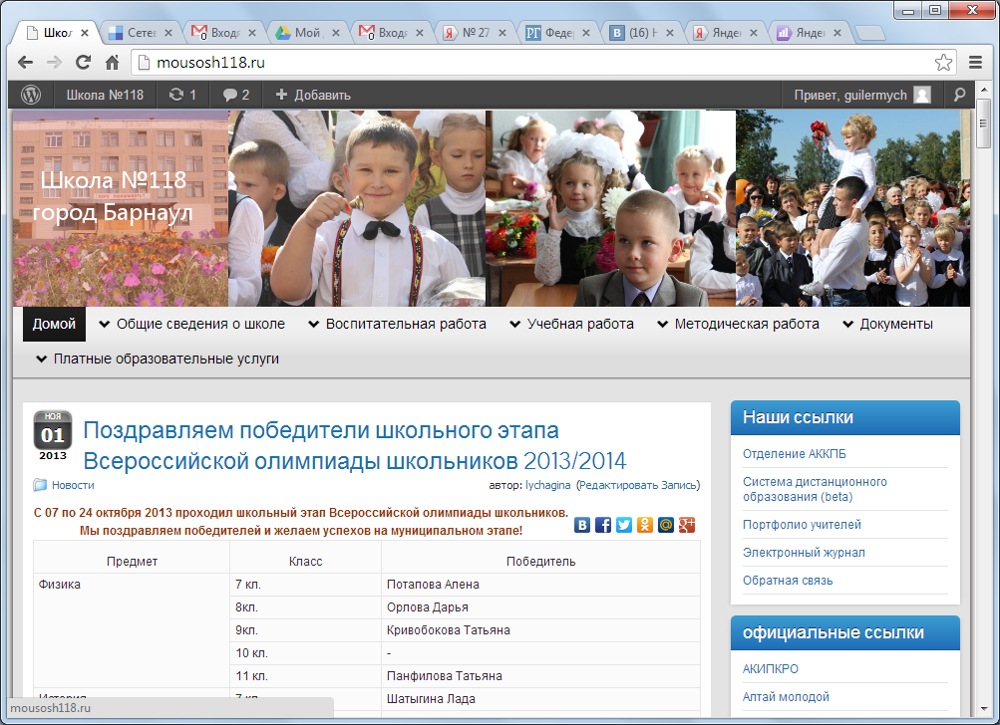 Школ
Сетев
Входя
Мой
Входя
№ 27
Федер
(16) Н
Яндек
Яндек
mousosh118.ru
Школа №118
1
2
Добавить
Привет, guilermych
Школа №118
город Барнаул
Домой
Общие сведения о школе
Воспитательная работа
Учебная работа
Методическая работа
Документы
Платные образовательные услуги
НОЯ
01
2013
Поздравляем победители школьного этапа
Всероссийской олимпиады школьников 2013/2014
Новости
автор: lychagina (Редактировать Запись)
С 07 по 24 октября 2013 проходил школьный этап Всероссийской олимпиады школьников.
Мы поздравляем победителей и желаем успехов на муниципальном этапе!
Предмет Класс Победитель
Физика 7 кл. Потапова Алена
8кл. Орлова Дарья
9кл. Кривобокова Татьяна
10 кл. -
11 кл. Панфилова Татьяна
История 7 кл. Шатыгина Лада
Наши ссылки
Отделение АККПБ
Система дистанционного
образования (beta)
Портфолио учителей
Электронный журнал
Обратная связь
официальные ссылки
АКИПКРО
Алтай молодой
mousosh118.ru